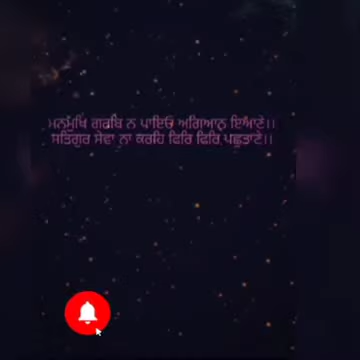 ਮਨਮੁਖਿ ਗਰਬਿ ਨ ਪਾਇਓ ਅਗਿਆਨ ਇਆਣੇ।।
ਸਤਿਗੁਰ ਸੇਵਾ ਨਾ ਕਰਹਿ ਫਿਰਿ ਫਿਰਿ ਪਛੁਤਾਣੇ।।